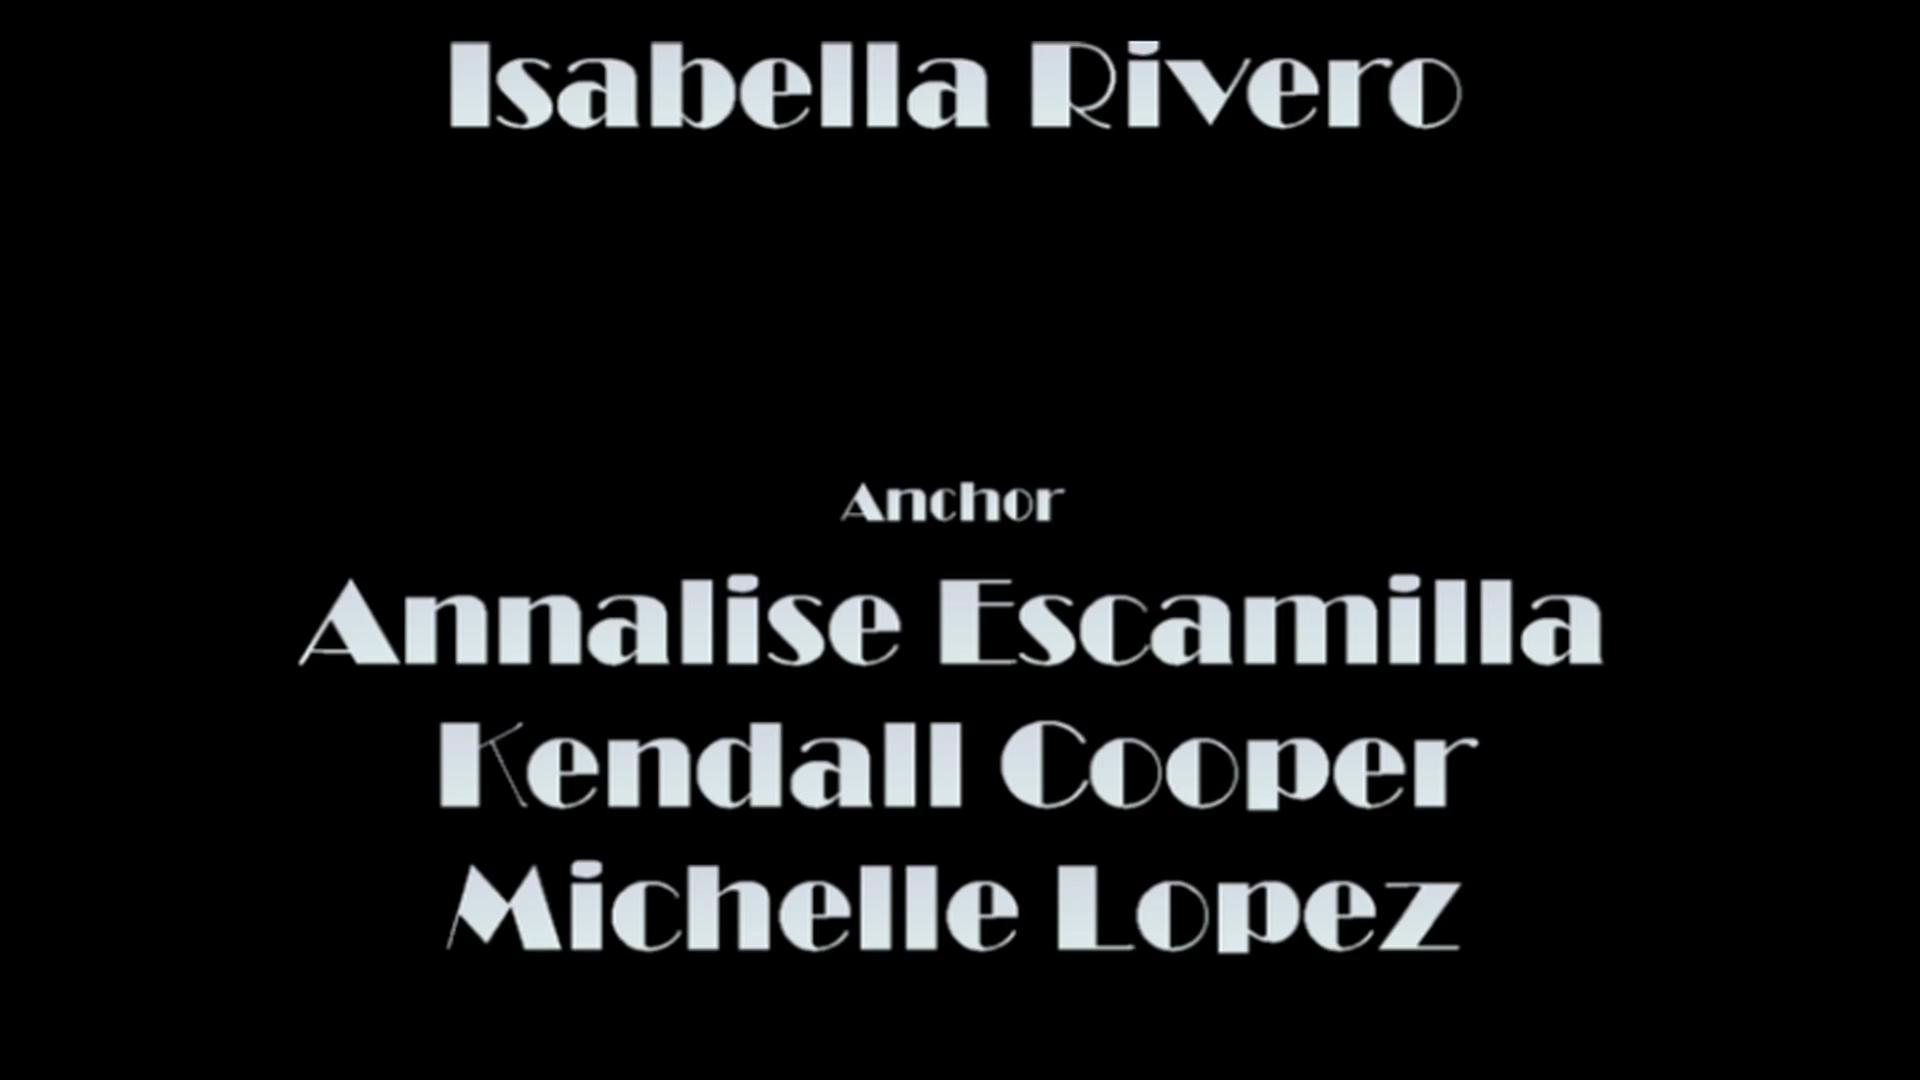 Isabella Rivero
Anchor
Annalise Escamilla
Kendall Cooper
Michelle Lopez